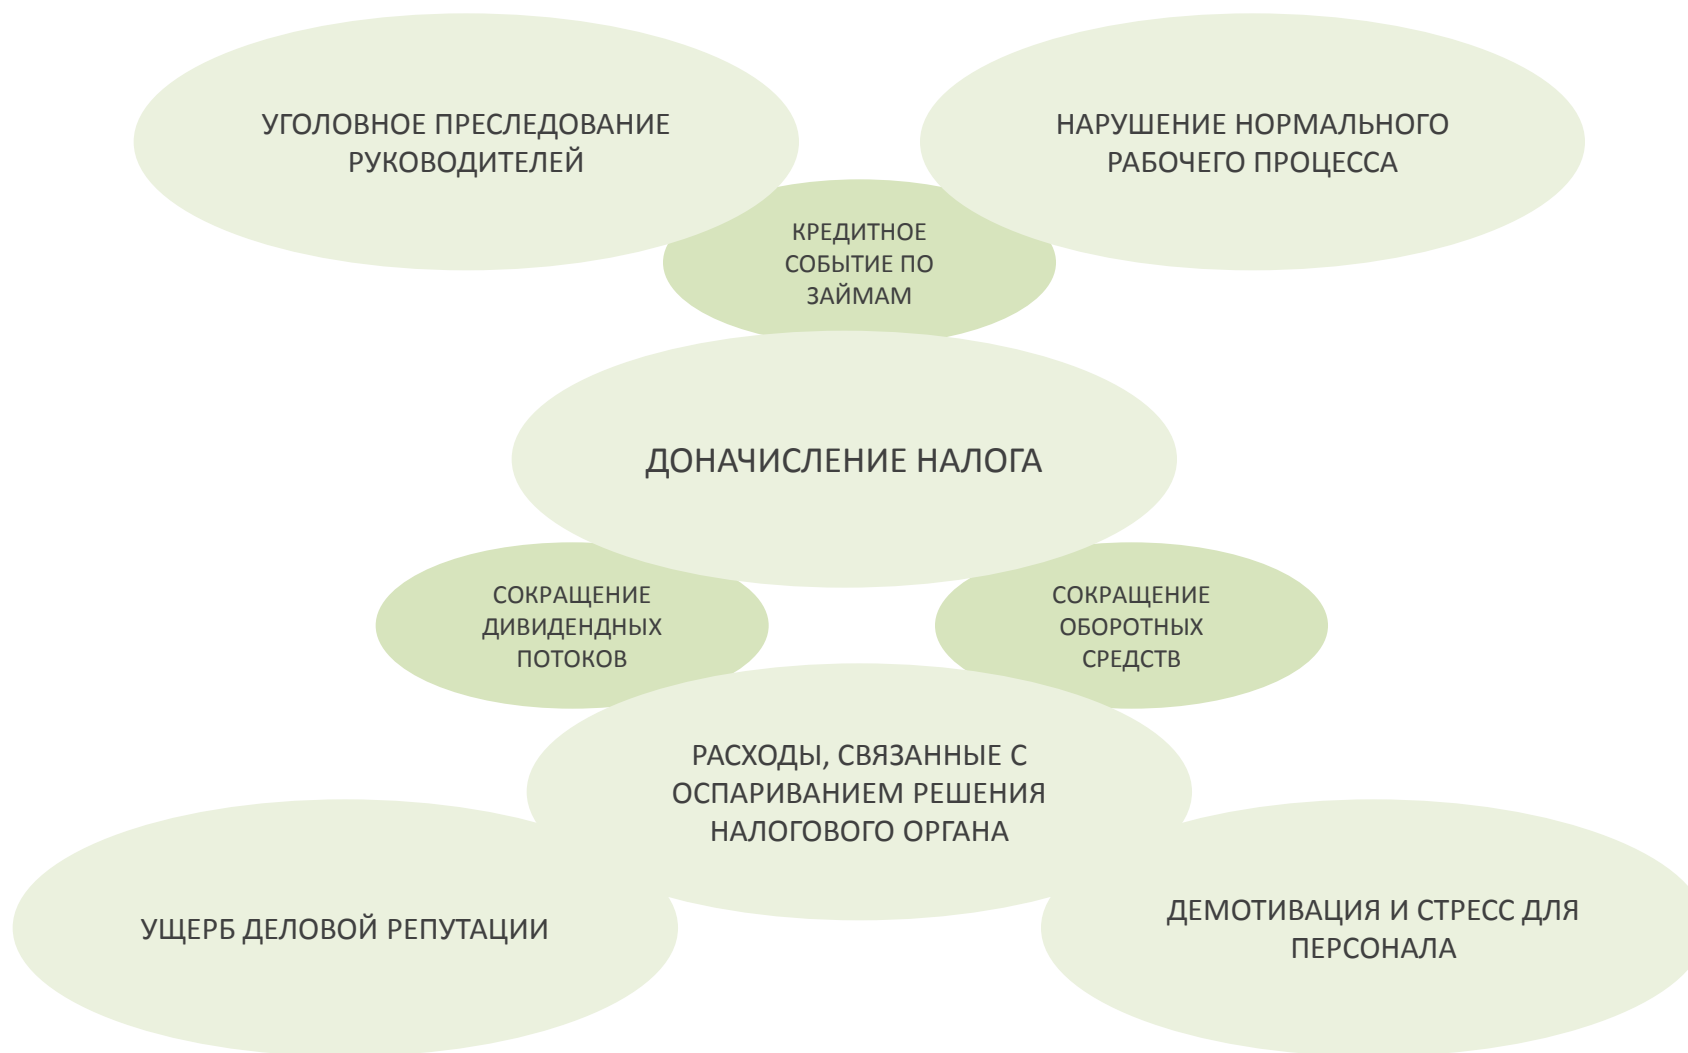 УГОЛОВНОЕ ПРЕСЛЕДОВАНИЕ
РУКОВОДИТЕЛЕЙ
НАРУШЕНИЕ НОРМАЛЬНОГО
РАБОЧЕГО ПРОЦЕССА
КРЕДИТНОЕ
СОБЫТИЕ ПО
ЗАЙМАМ
ДОНАЧИСЛЕНИЕ НАЛОГА
СОКРАЩЕНИЕ
ДИВИДЕНДНЫХ
ПОТОКОВ
СОКРАЩЕНИЕ
ОБОРОТНЫХ
СРЕДСТВ
РАСХОДЫ, СВЯЗАННЫЕ С
ОСПАРИВАНИЕМ РЕШЕНИЯ
НАЛОГОВОГО ОРГАНА
УЩЕРБ ДЕЛОВОЙ РЕПУТАЦИИ
ДЕМОТИВАЦИЯ И СТРЕСС ДЛЯ
ПЕРСОНАЛА